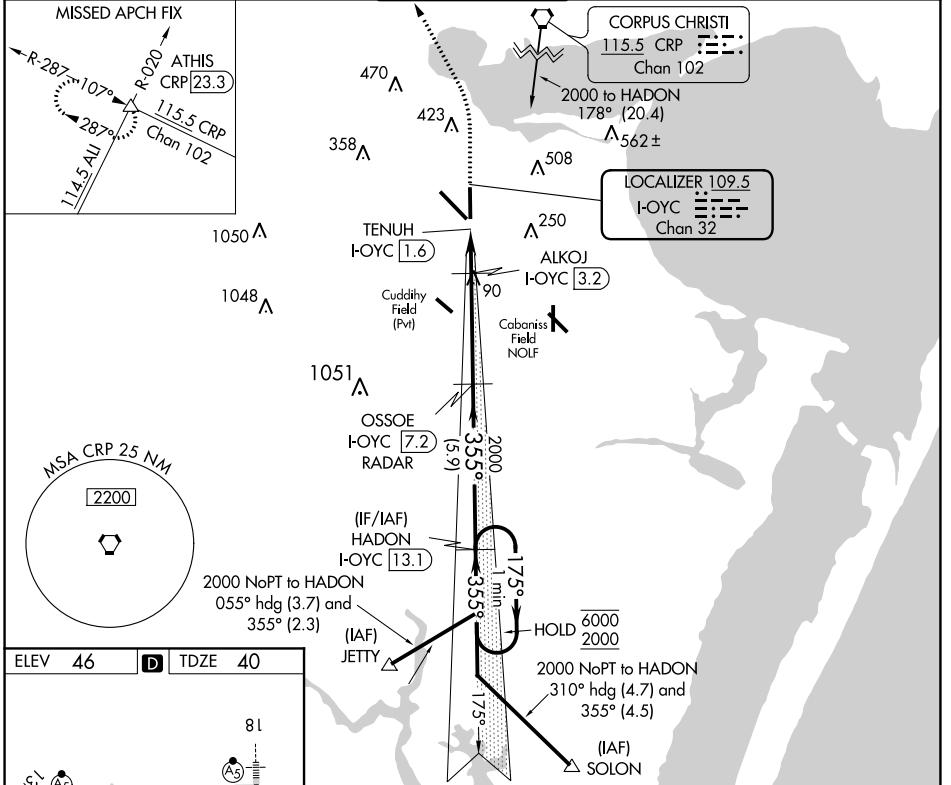 MISSED APCH FIX
R-020
ATHIS
CRP 23.3
R-287
107°
287°
115.5 CRP
Chan 102
114.5 ALI
CORPUS CHRISTI
115.5 CRP
Chan 102
2000 to HADON
178° (20.4)
470
423
358
562 ±
508
LOCALIZER 109.5
I-OYC
Chan 32
1050
TENUH
I-OYC 1.6
250
ALKOJ
I-OYC 3.2
1048
Cuddihy
Field
(Pvt)
90
Cabaniss
Field
NOLF
1051
OSSOE
I-OYC 7.2
RADAR
355°
(5.9)
2000
MSA CRP 25 NM
2200
(IF/IAF)
HADON
I-OYC 13.1
355°
1 min
175°
2000 NoPT to HADON
055° hdg (3.7) and
355° (2.3)
(IAF)
JETTY
HOLD 6000
2000
2000 NoPT to HADON
310° hdg (4.7) and
355° (4.5)
175°
(IAF)
SOLON
ELEV 46 D TDZE 40
18
A5
A5